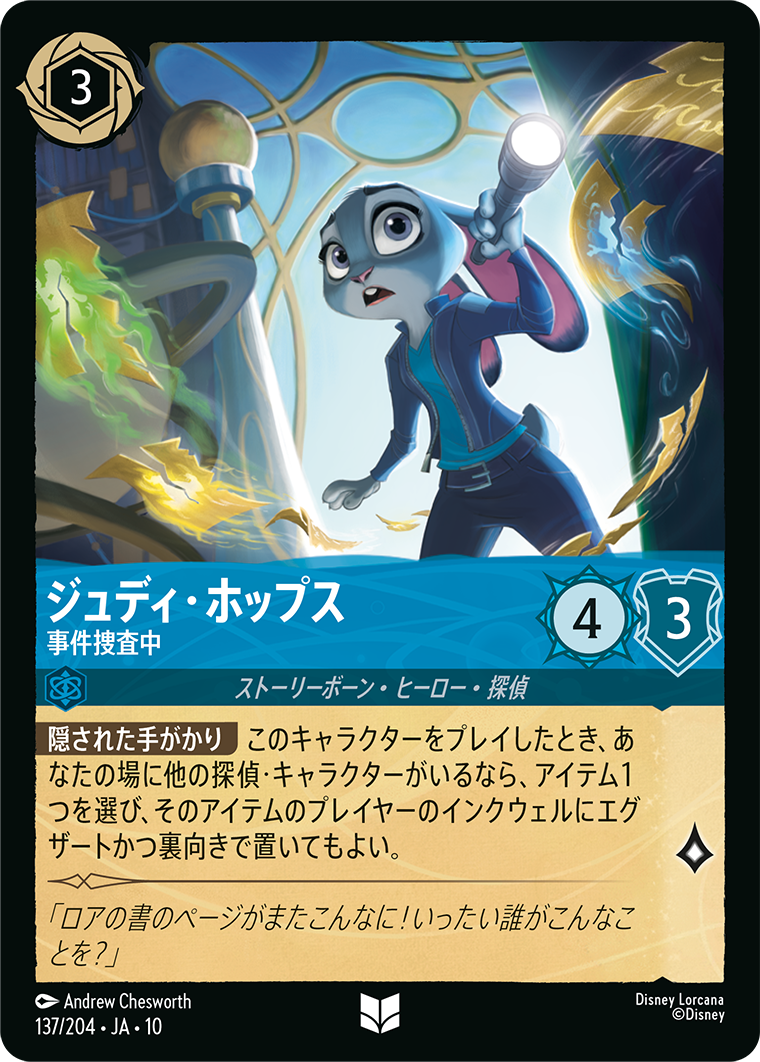 3
ジュディ・ホップス
事件捜査中
4
3
ストーリーボーン・ヒーロー・探偵
隠された手がかり このキャラクターをプレイしたとき、あ
なたの場に他の探偵・キャラクターがいるなら、アイテム1
つを選び、そのアイテムのプレイヤーのインクウェルにエグ
ザートかつ裏向きで置いてもよい。
「ロアの書のページがまたこんなに！いったい誰がこんなこ
とを？」
Andrew Chesworth
137/204・JA・10
Disney Lorcana
©Disney